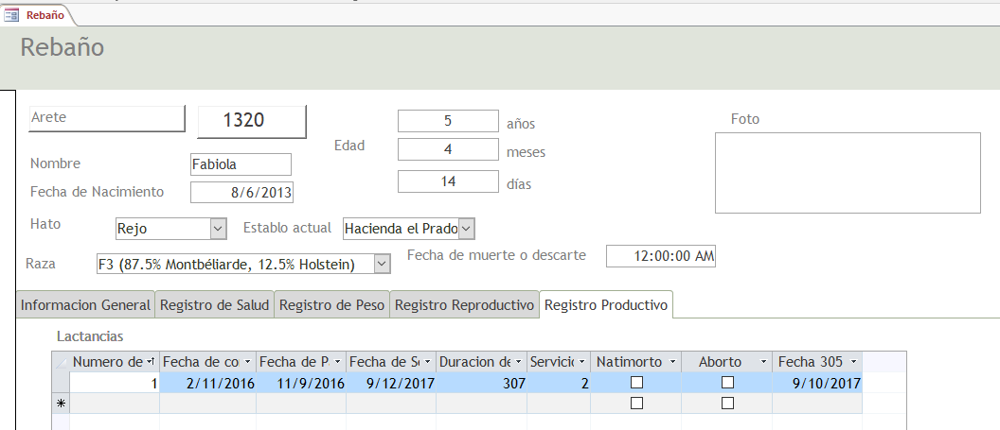 Rebaño
Rebaño
Arete 1320
Edad 5 años
4 meses
14 días
Foto
Nombre Fabiola
Fecha de Nacimiento 8/6/2013
Hato Rejo Establo actual Hacienda el Prado
Raza F3 (87.5% Montbéliarde, 12.5% Holstein) Fecha de muerte o descarte 12:00:00 AM
Informacion General Registro de Salud Registro de Peso Registro Reproductivo Registro Productivo
Lactancias
Numero de Fecha de co Fecha de P. Fecha de Se Duracion de Servicio Natimorto Aborto Fecha 305
1 2/11/2016 11/9/2016 9/12/2017 307 2 9/10/2017